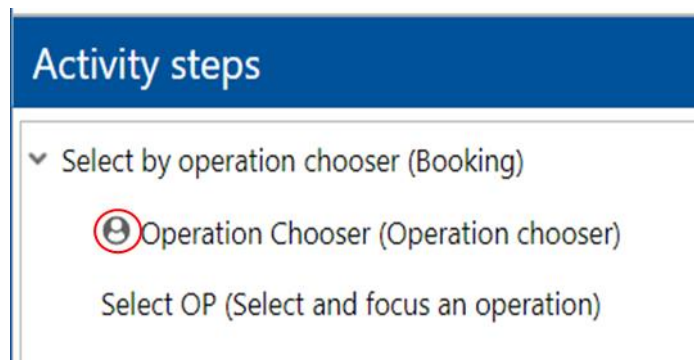 Activity steps
Select by operation chooser (Booking)
Operation Chooser (Operation chooser)
Select OP (Select and focus an operation)